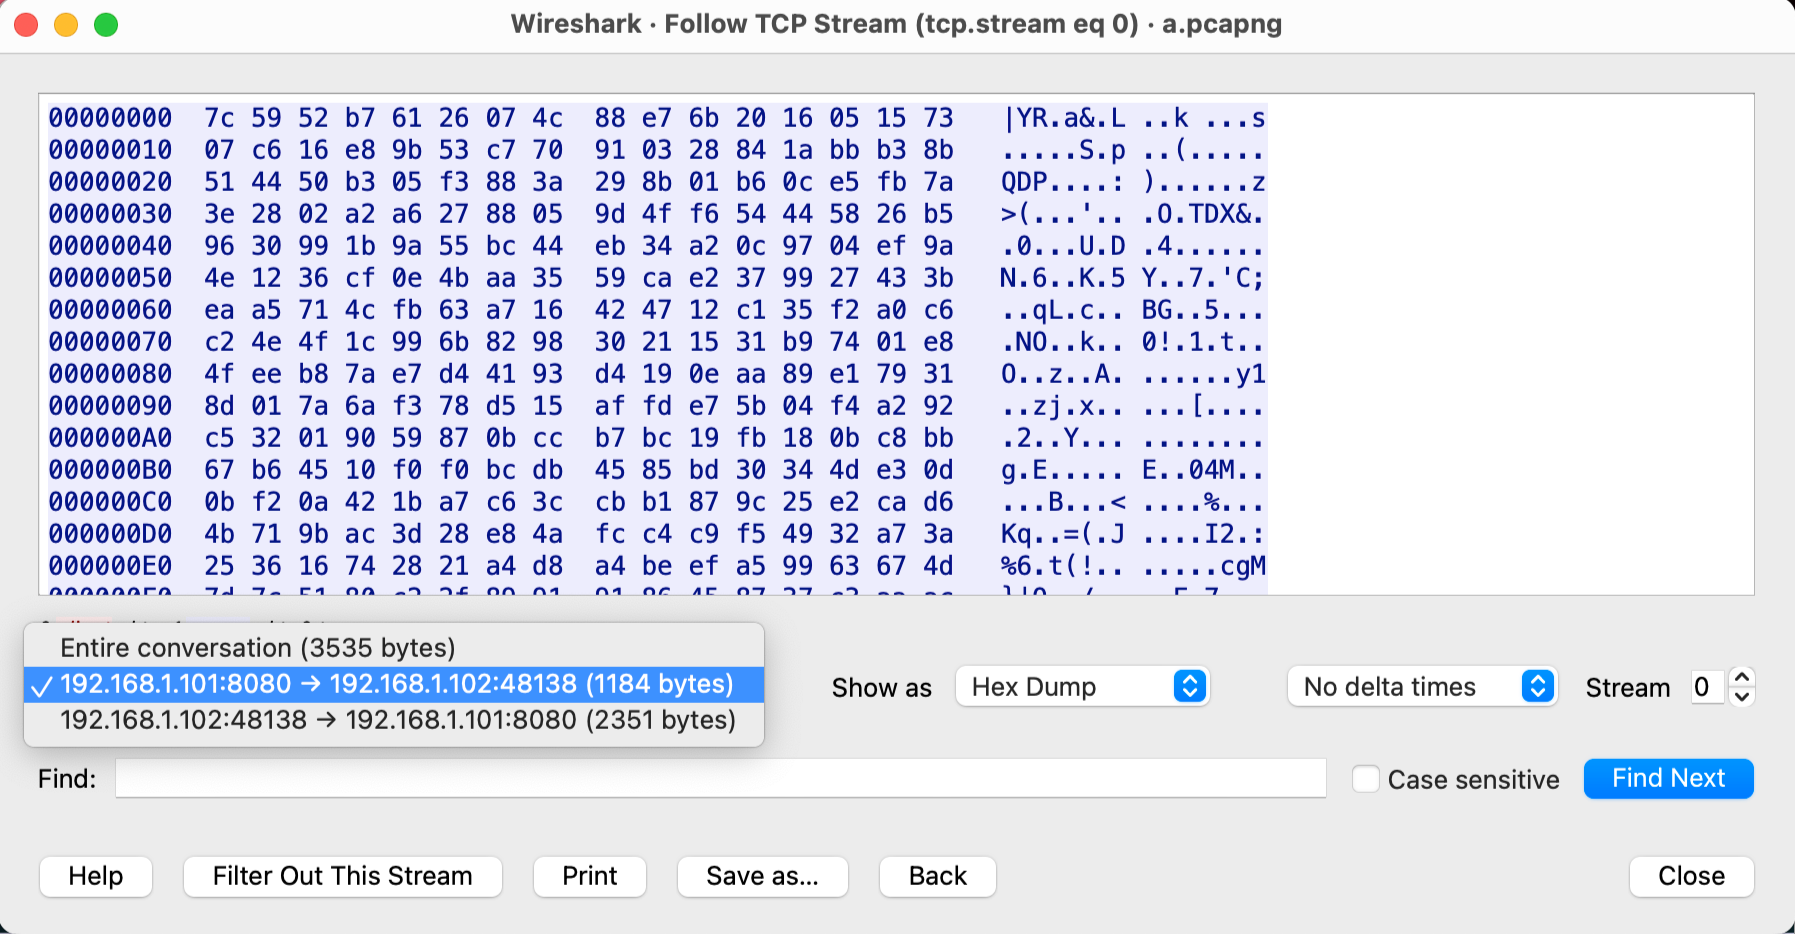 Wireshark · Follow TCP Stream (tcp.stream eq 0) · a.pcapng
00000000  7c 59 52 b7 61 26 07 4c  88 e7 6b 20 16 05 15 73   |YR.a&.L ..k ...s
00000010  07 c6 16 e8 9b 53 c7 70  91 03 28 84 1a bb b3 8b   .....S.p ..(.....
00000020  51 44 50 b3 05 f3 88 3a  29 8b 01 b6 0c e5 fb 7a   QDP....: )......z
00000030  3e 28 02 a2 a6 27 88 05  9d 4f f6 54 44 58 26 b5   >(...'.. .O.TDX&.
00000040  96 30 99 1b 9a 55 bc 44  eb 34 a2 0c 97 04 ef 9a   .0...U.D .4......
00000050  4e 12 36 cf 0e 4b aa 35  59 ca e2 37 99 27 43 3b   N.6..K.5 Y..7.'C;
00000060  ea a5 71 4c fb 63 a7 16  42 47 12 c1 35 f2 a0 c6   ..qL.c.. BG..5...
00000070  c2 4e 4f 1c 99 6b 82 98  30 21 15 31 b9 74 01 e8   .NO..k.. 0!.1.t..
00000080  4f ee b8 7a e7 d4 41 93  d4 19 0e aa 89 e1 79 31   O..z..A. ......y1
00000090  8d 01 7a 6a f3 78 d5 15  af fd e7 5b 04 f4 a2 92   ..zj.x.. ...[....
000000A0  c5 32 01 90 59 87 0b cc  b7 bc 19 fb 18 0b c8 bb   .2..Y... ........
000000B0  67 b6 45 10 f0 f0 bc db  45 85 bd 30 34 4d e3 0d   g.E..... E..04M..
000000C0  0b f2 0a 42 1b a7 c6 3c  cb b1 87 9c 25 e2 ca d6   ...B...< ....%...
000000D0  4b 71 9b ac 3d 28 e8 4a  fc c4 c9 f5 49 32 a7 3a   Kq..=(.J ....I2.:
000000E0  25 36 16 74 28 21 a4 d8  a4 be ef a5 99 63 67 4d   %6.t(!.. .....cgM
Entire conversation (3535 bytes)
✓ 192.168.1.101:8080 → 192.168.1.102:48138 (1184 bytes)
192.168.1.102:48138 → 192.168.1.101:8080 (2351 bytes)
Show as Hex Dump No delta times Stream 0
Find: Case sensitive Find Next
Help Filter Out This Stream Print Save as... Back Close